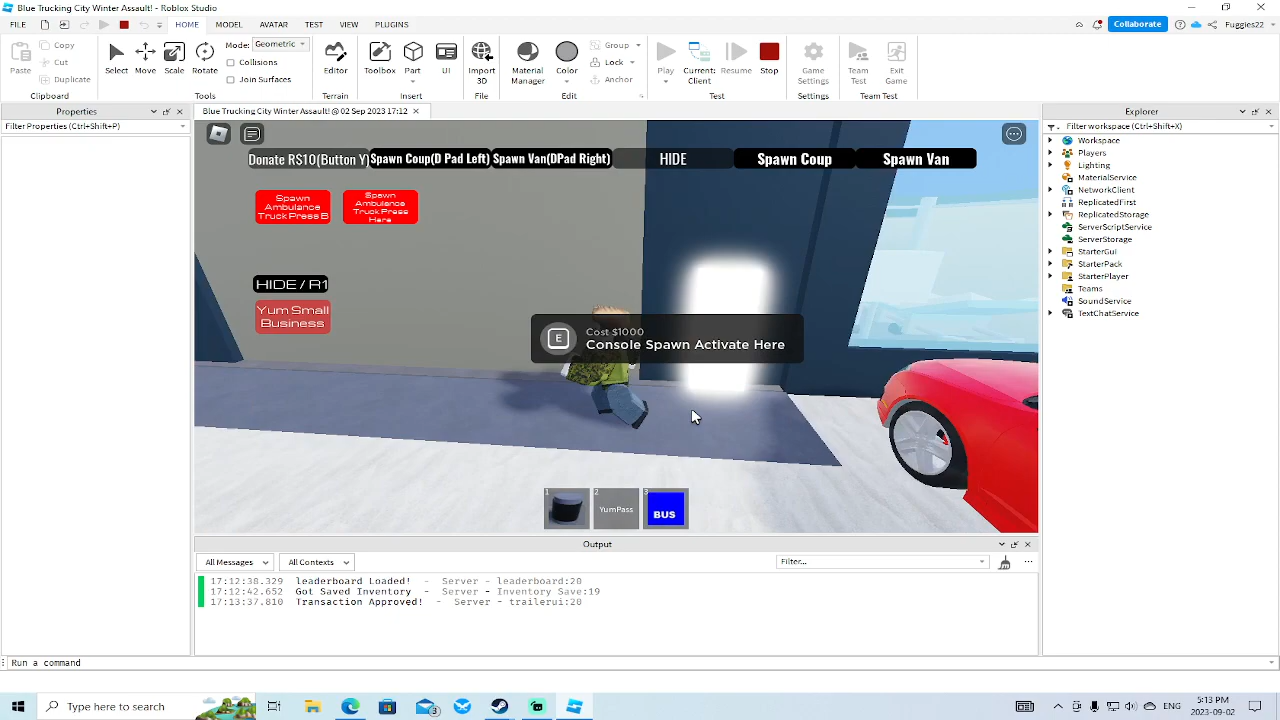 Blue Trucking City Winter Assault! - Roblox Studio
FILE
HOME MODEL AVATAR TEST VIEW PLUGINS
Collaborate
Fuggies22
Paste
Copy
Cut
Duplicate
Clipboard
Select Move Scale Rotate
Mode: Geometric
Collisions
Join Surfaces
Tools
Editor
Terrain
Toolbox Part UI
Insert
Import 3D
File
Material Manager
Color
Group
Lock
Anchor
Edit
Play
Current: Client
Resume Stop
Test
Game Settings
Settings
Team Test
Exit Game
Team Test
Properties
Filter Properties (Ctrl+Shift+P)
Blue Trucking City Winter Assault! @ 02 Sep 2023 17:12
Explorer
Filter workspace (Ctrl+Shift+X)
Workspace
Players
Lighting
MaterialService
NetworkClient
ReplicatedFirst
ReplicatedStorage
ServerScriptService
ServerStorage
StarterGui
StarterPack
StarterPlayer
Teams
SoundService
TextChatService
Donate R$10(Button Y) Spawn Coup(D Pad Left) Spawn Van(DPad Right) HIDE Spawn Coup Spawn Van
Spawn
Ambulance
Truck Press B
Spawn
Ambulance
Truck Press
Here
HIDE / R1
Yum Small
Business
E
Cost $1000
Console Spawn Activate Here
1
2
YumPass
3
BUS
Output
All Messages All Contexts Filter...
17:12:38.329 leaderboard Loaded! - Server - leaderboard:20
17:12:42.652 Got Saved Inventory - Server - Inventory Save:19
17:13:37.810 Transaction Approved! - Server - trailerui:20
Run a command
Type here to search
3
ENG
5:13 PM
2023-09-02